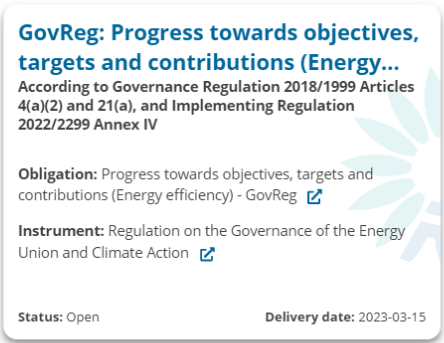 GovReg: Progress towards objectives,
targets and contributions (Energy...
According to Governance Regulation 2018/1999 Articles
4(a)(2) and 21(a), and Implementing Regulation
2022/2299 Annex IV
Obligation: Progress towards objectives, targets and
contributions (Energy efficiency) - GovReg
Instrument: Regulation on the Governance of the Energy
Union and Climate Action
Status: Open Delivery date: 2023-03-15